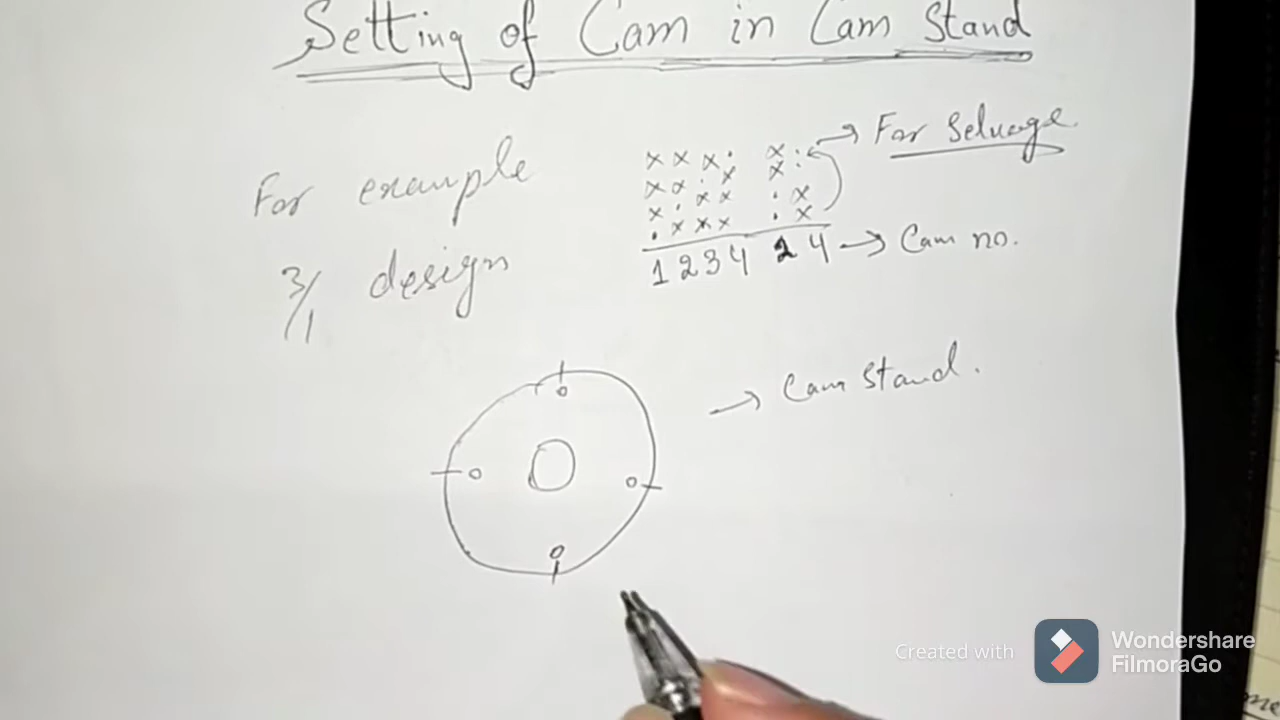 Setting of Cam in Cam Stand
For example
3/1 design
x x x . x : → For Selvage.
x x . x x :
x . x x . x
. x x x . x
1 2 3 4 2 4 → Cam no.
→ Cam Stand.
Created with
Wondershare
FilmoraGo